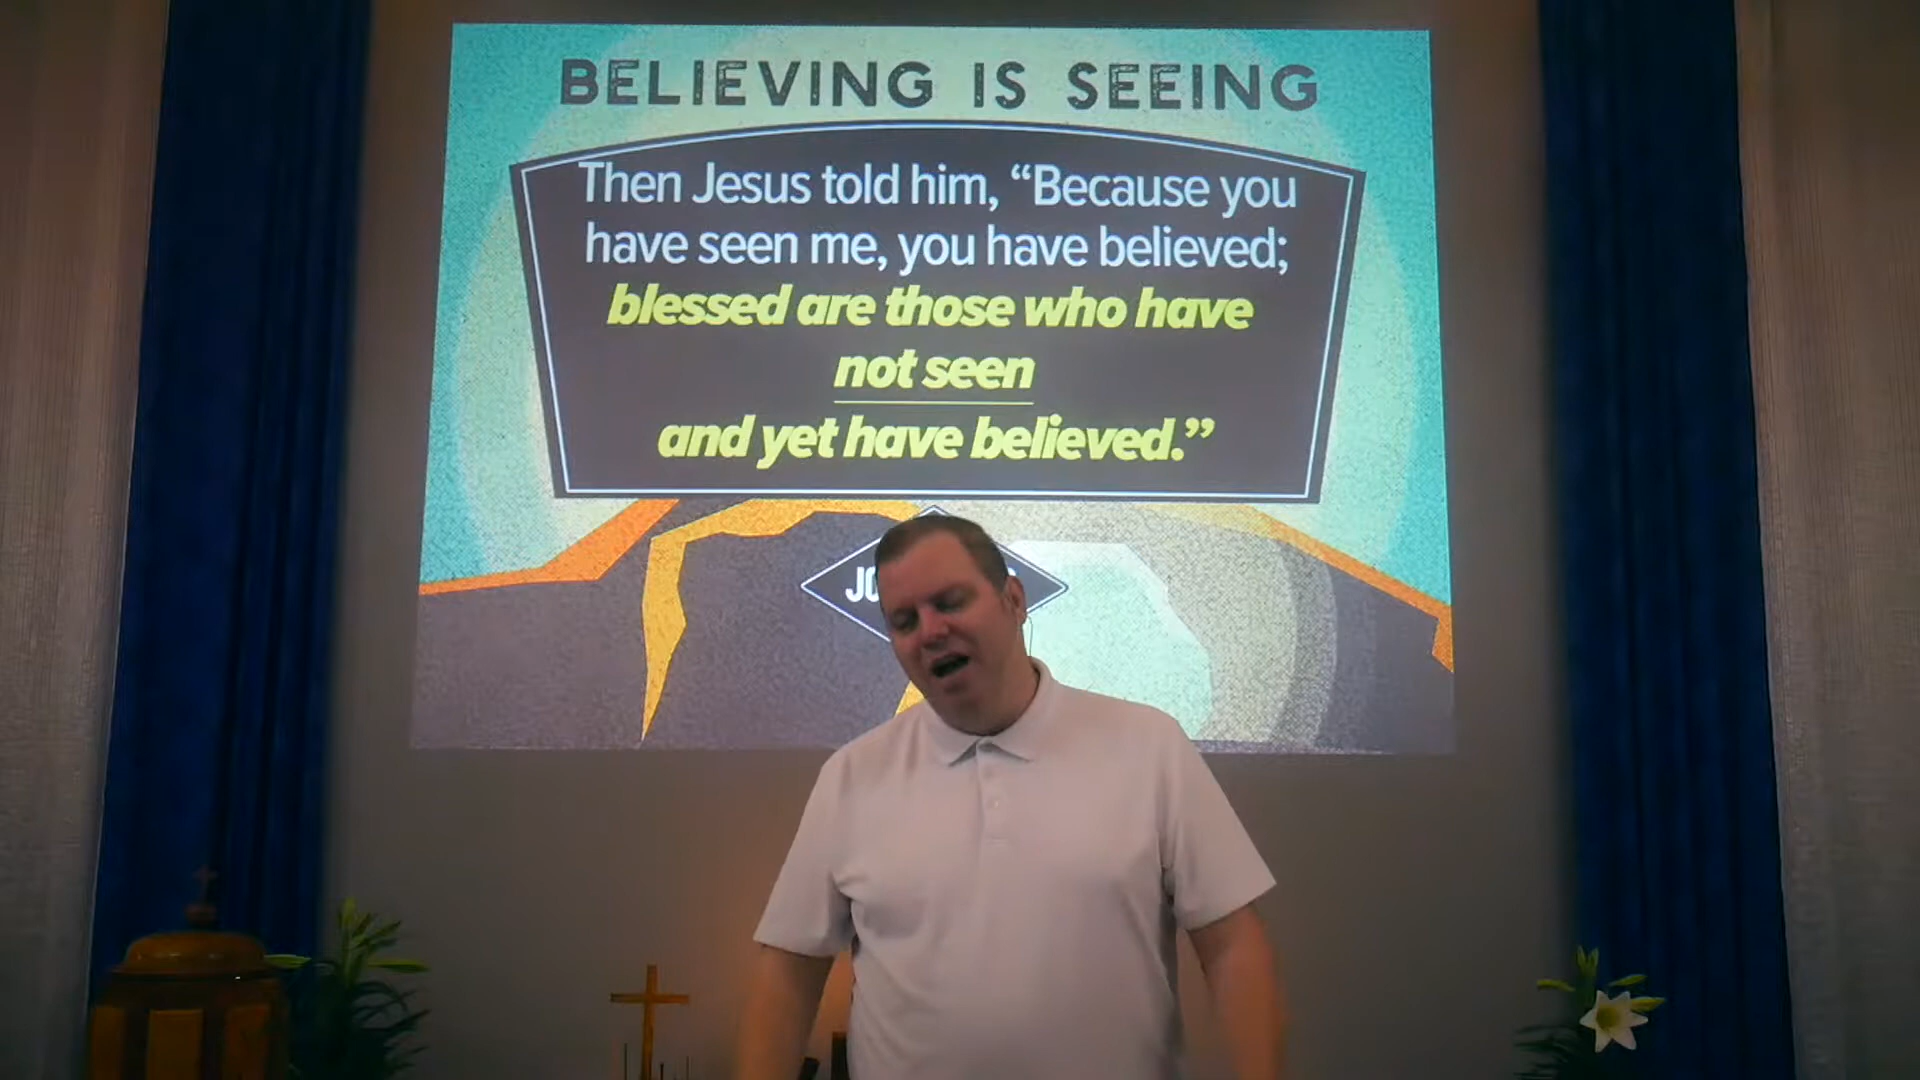 BELIEVING IS SEEING
Then Jesus told him, “Because you
have seen me, you have believed;
blessed are those who have
not seen
and yet have believed.”